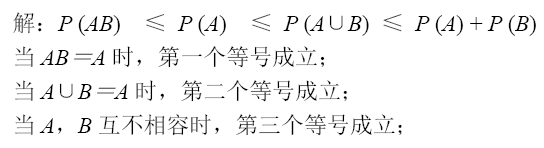 解：P (AB) ≤ P (A) ≤ P (A∪B) ≤ P (A) + P (B)
当 AB＝A 时，第一个等号成立；
当 A∪B＝A 时，第二个等号成立；
当 A，B 互不相容时，第三个等号成立；